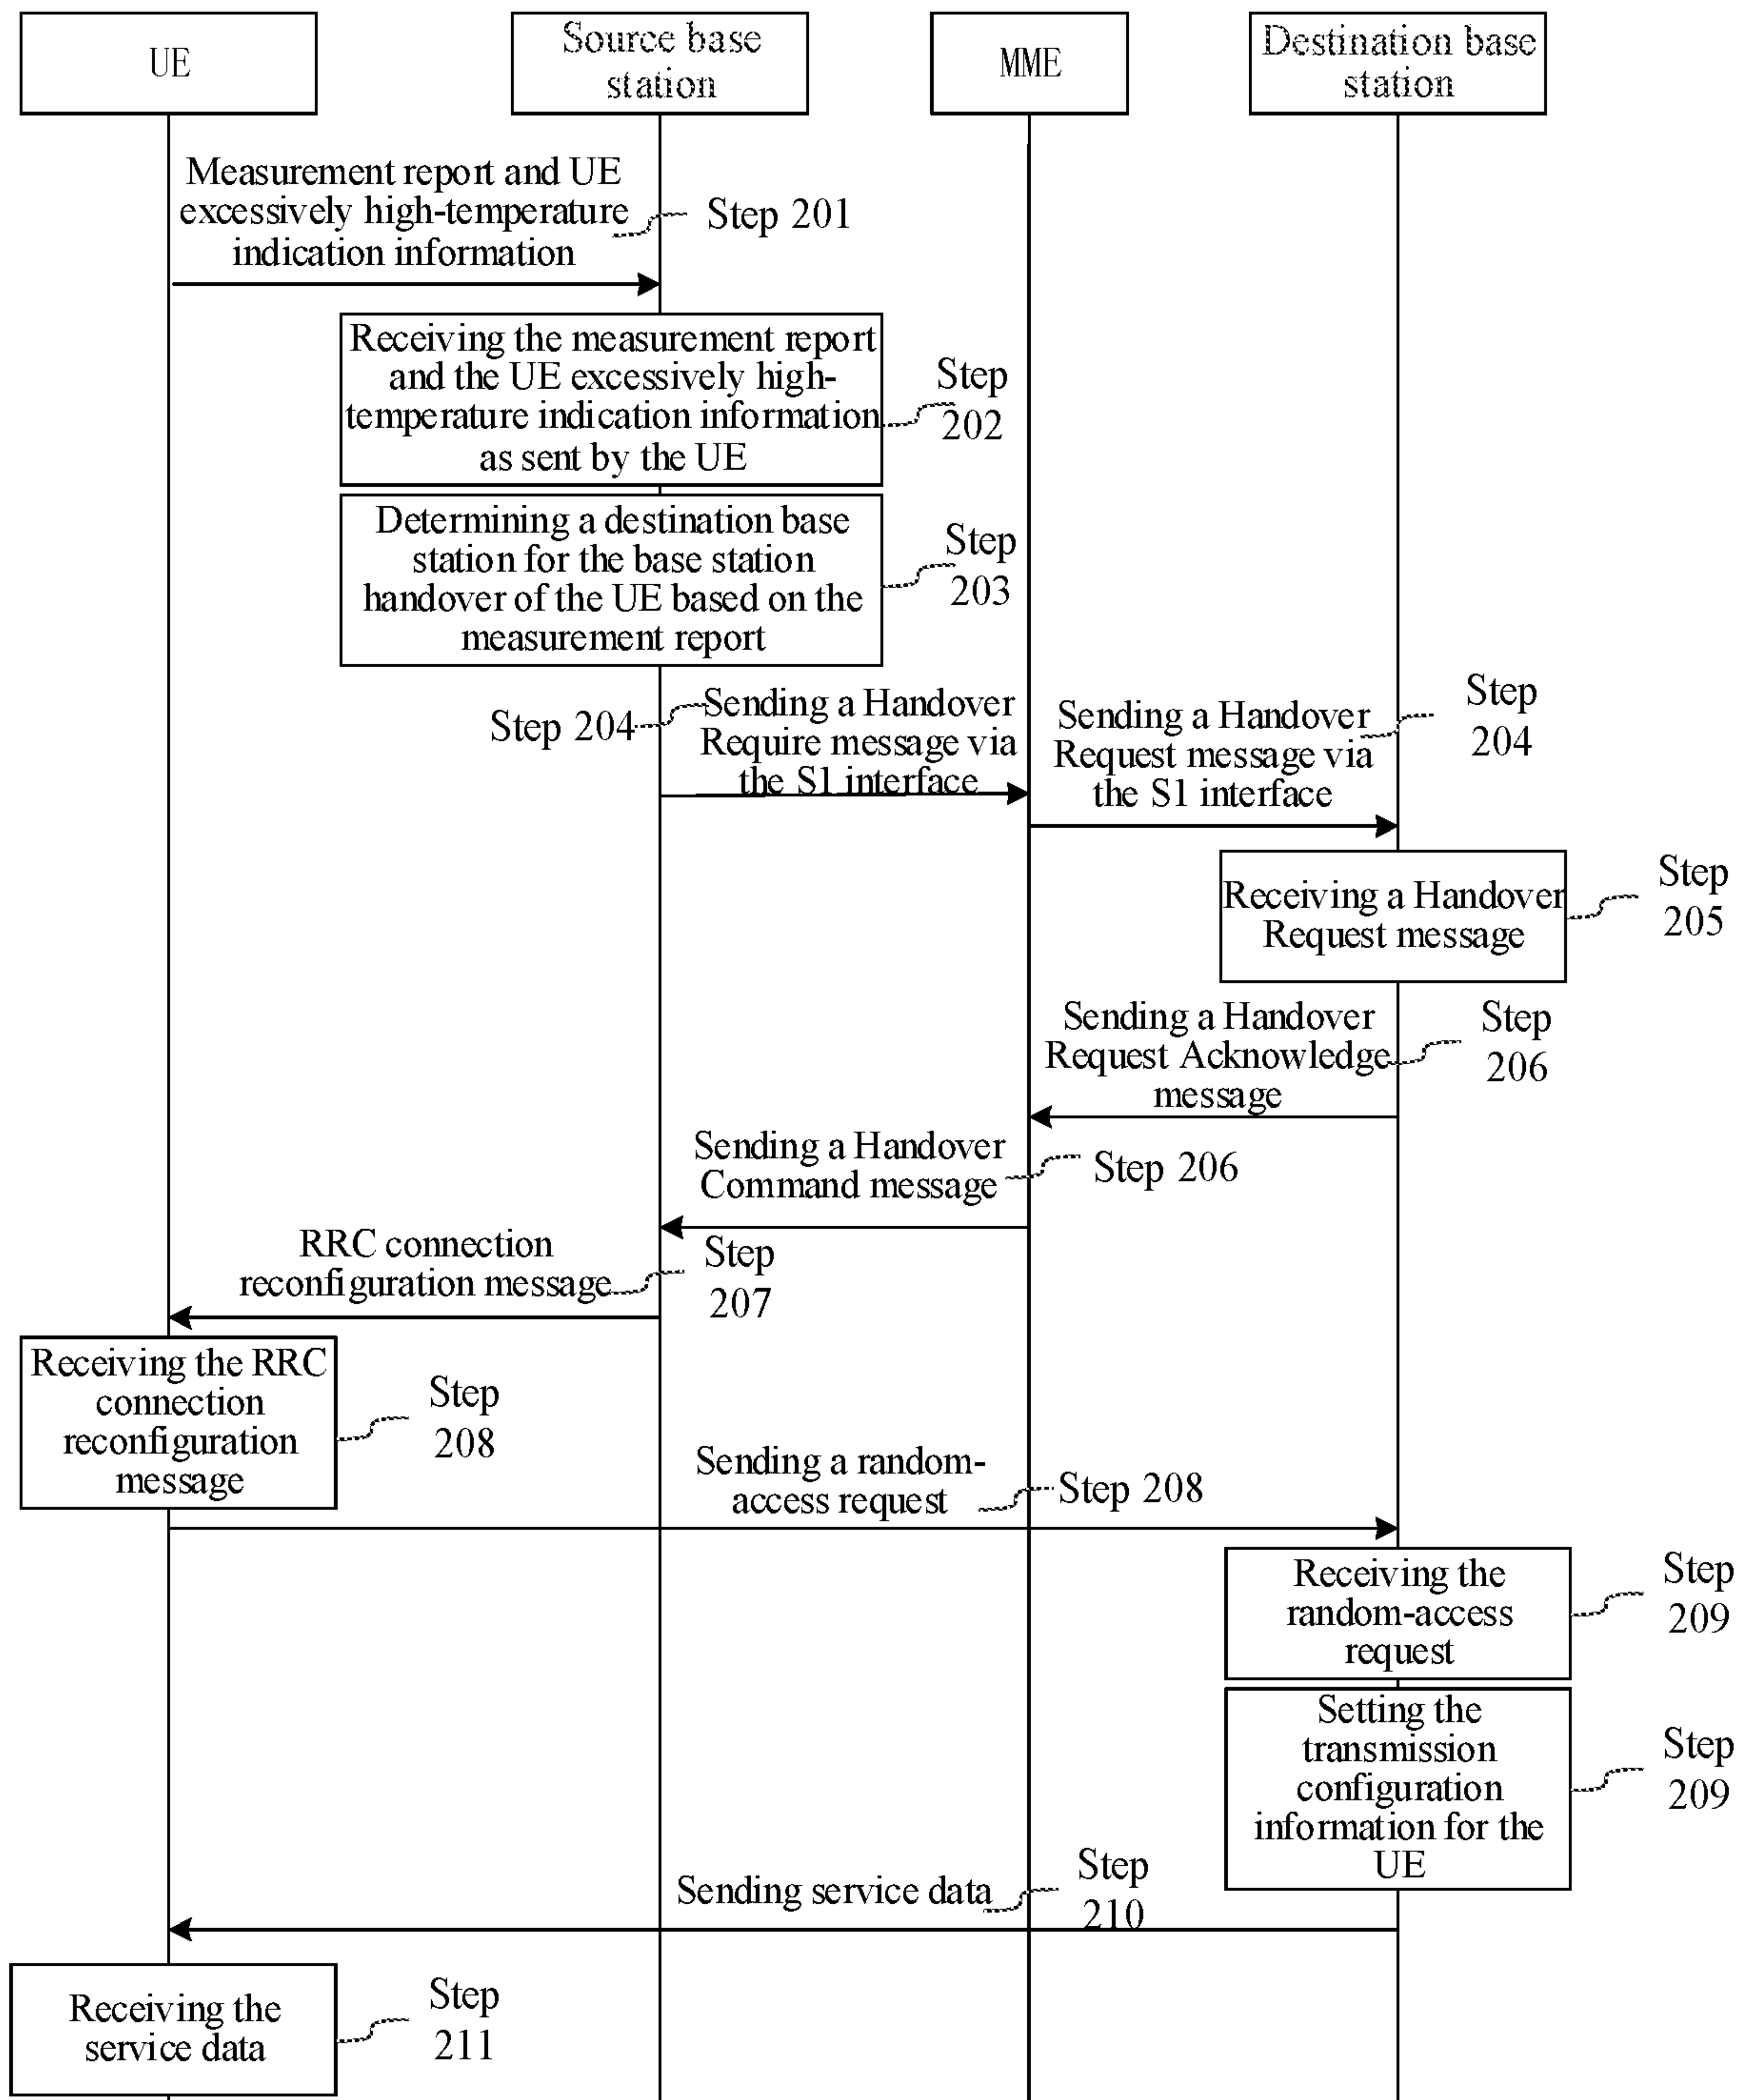 UE
Source base
station
MME
Destination base
station
Measurement report and UE
excessively high-temperature
indication information
Step 201
Receiving the measurement report
and the UE excessively high-
temperature indication information
as sent by the UE
Step
202
Determining a destination base
station for the base station
handover of the UE based on the
measurement report
Step
203
Step 204
Sending a Handover
Require message via
the S1 interface
Sending a Handover
Request message via
the S1 interface
Step
204
Receiving a Handover
Request message
Step
205
Sending a Handover
Request Acknowledge
message
Step
206
Sending a Handover
Command message
Step 206
RRC connection
reconfiguration message
Step
207
Receiving the RRC
connection
reconfiguration
message
Step
208
Sending a random-
access request
Step 208
Receiving the
random-access
request
Step
209
Setting the
transmission
configuration
information for the
UE
Step
209
Sending service data
Step
210
Receiving the
service data
Step
211